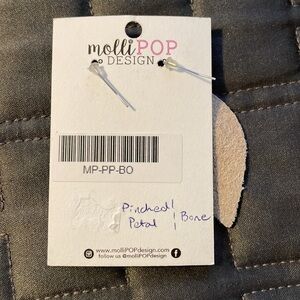 molliPOP
DESIGN
MP-PP-BO
Pinched! | Bone
Petal
www.molliPOPdesign.com
follow us @molliPOPdesign